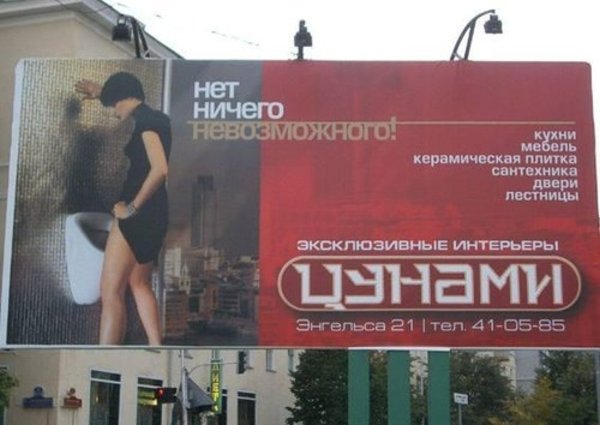 нет
ничего
невозможного!
кухни
мебель
керамическая плитка
сантехника
двери
лестницы
эксклюзивные интерьеры
ЦУНАМИ
Энгельса 21 | тел. 41-05-85